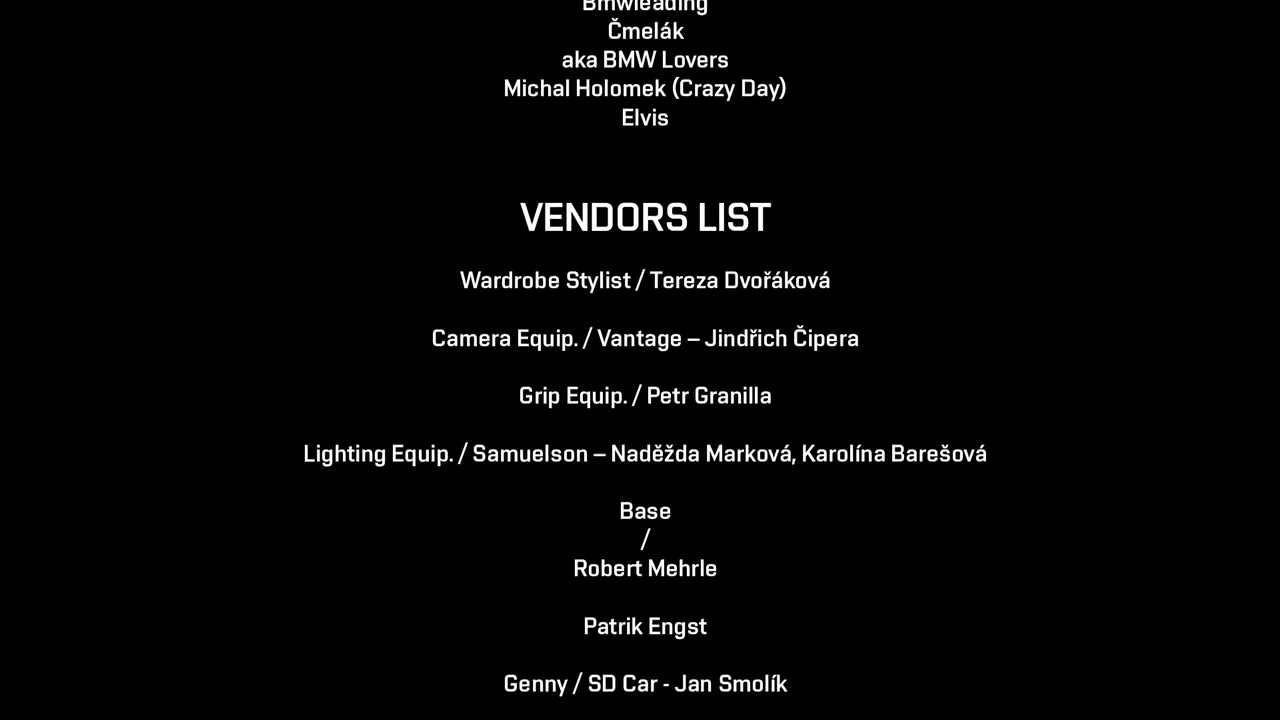 Bmwleading
Čmelák
aka BMW Lovers
Michal Holomek (Crazy Day)
Elvis
VENDORS LIST
Wardrobe Stylist / Tereza Dvořáková
Camera Equip. / Vantage – Jindřich Čipera
Grip Equip. / Petr Granilla
Lighting Equip. / Samuelson – Naděžda Marková, Karolína Barešová
Base
/
Robert Mehrle
Patrik Engst
Genny / SD Car - Jan Smolík